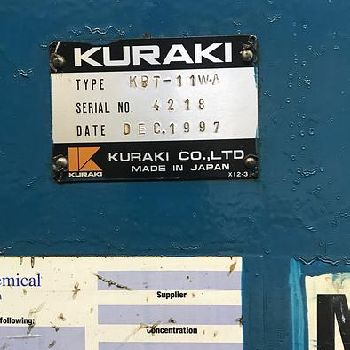 KURAKI
TYPE KBT-11WA
SERIAL NO 4218
DATE DEC,1997
KURAKI
KURAKI CO.,LTD
MADE IN JAPAN
X12-3
emical
following:
Supplier
Concentration